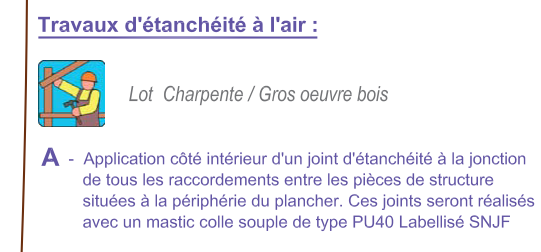 Travaux d'étanchéité à l'air :
Lot Charpente / Gros oeuvre bois
A - Application côté intérieur d'un joint d'étanchéité à la jonction
de tous les raccordements entre les pièces de structure
situées à la périphérie du plancher. Ces joints seront réalisés
avec un mastic colle souple de type PU40 Labellisé SNJF